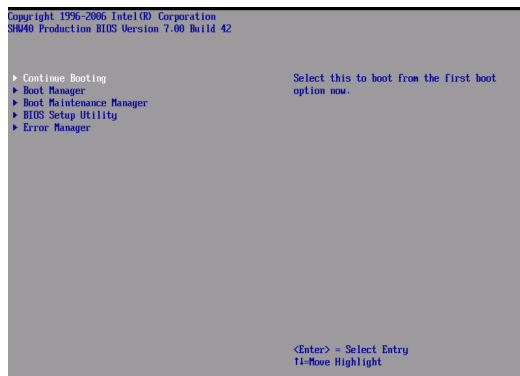 Copyright 1996-2006 Intel(R) Corporation
SHW40 Production BIOS Version 7.00 Build 42
▶ Continue Booting
▶ Boot Manager
▶ Boot Maintenance Manager
▶ BIOS Setup Utility
▶ Error Manager
Select this to boot from the first boot
option now.
<Enter> = Select Entry
↑↓=Move Highlight